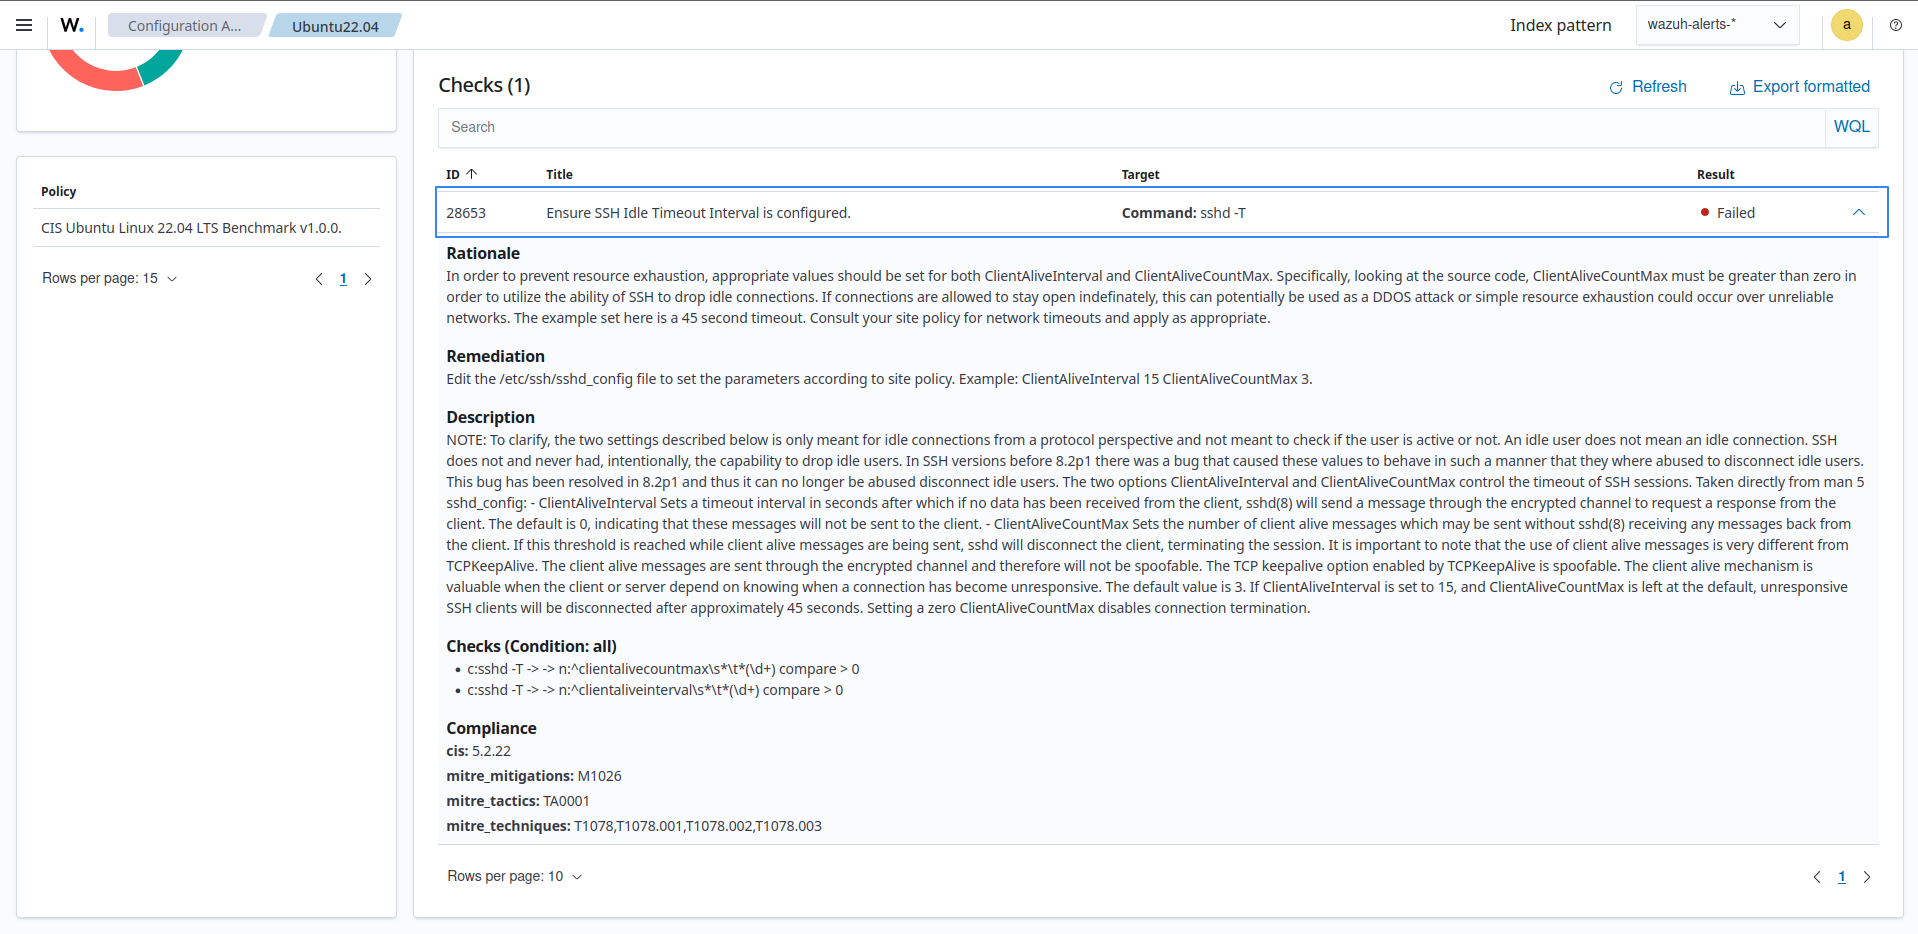 W.
Configuration A...
Ubuntu22.04
Index pattern
wazuh-alerts-*
a
Policy
CIS Ubuntu Linux 22.04 LTS Benchmark v1.0.0.
Rows per page: 15
1
Checks (1)
Refresh
Export formatted
Search
WQL
ID Title Target Result
28653 Ensure SSH Idle Timeout Interval is configured. Command: sshd -T Failed
Rationale
In order to prevent resource exhaustion, appropriate values should be set for both ClientAliveInterval and ClientAliveCountMax. Specifically, looking at the source code, ClientAliveCountMax must be greater than zero in
order to utilize the ability of SSH to drop idle connections. If connections are allowed to stay open indefinately, this can potentially be used as a DDOS attack or simple resource exhaustion could occur over unreliable
networks. The example set here is a 45 second timeout. Consult your site policy for network timeouts and apply as appropriate.
Remediation
Edit the /etc/ssh/sshd_config file to set the parameters according to site policy. Example: ClientAliveInterval 15 ClientAliveCountMax 3.
Description
NOTE: To clarify, the two settings described below is only meant for idle connections from a protocol perspective and not meant to check if the user is active or not. An idle user does not mean an idle connection. SSH
does not and never had, intentionally, the capability to drop idle users. In SSH versions before 8.2p1 there was a bug that caused these values to behave in such a manner that they where abused to disconnect idle users.
This bug has been resolved in 8.2p1 and thus it can no longer be abused disconnect idle users. The two options ClientAliveInterval and ClientAliveCountMax control the timeout of SSH sessions. Taken directly from man 5
sshd_config: - ClientAliveInterval Sets a timeout interval in seconds after which if no data has been received from the client, sshd(8) will send a message through the encrypted channel to request a response from the
client. The default is 0, indicating that these messages will not be sent to the client. - ClientAliveCountMax Sets the number of client alive messages which may be sent without sshd(8) receiving any messages back from
the client. If this threshold is reached while client alive messages are being sent, sshd will disconnect the client, terminating the session. It is important to note that the use of client alive messages is very different from
TCPKeepAlive. The client alive messages are sent through the encrypted channel and therefore will not be spoofable. The TCP keepalive option enabled by TCPKeepAlive is spoofable. The client alive mechanism is
valuable when the client or server depend on knowing when a connection has become unresponsive. The default value is 3. If ClientAliveInterval is set to 15, and ClientAliveCountMax is left at the default, unresponsive
SSH clients will be disconnected after approximately 45 seconds. Setting a zero ClientAliveCountMax disables connection termination.
Checks (Condition: all)
• c:sshd -T -> -> n:^clientalivecountmax\s*\t*(\d+) compare > 0
• c:sshd -T -> -> n:^clientaliveinterval\s*\t*(\d+) compare > 0
Compliance
cis: 5.2.22
mitre_mitigations: M1026
mitre_tactics: TA0001
mitre_techniques: T1078,T1078.001,T1078.002,T1078.003
Rows per page: 10
1